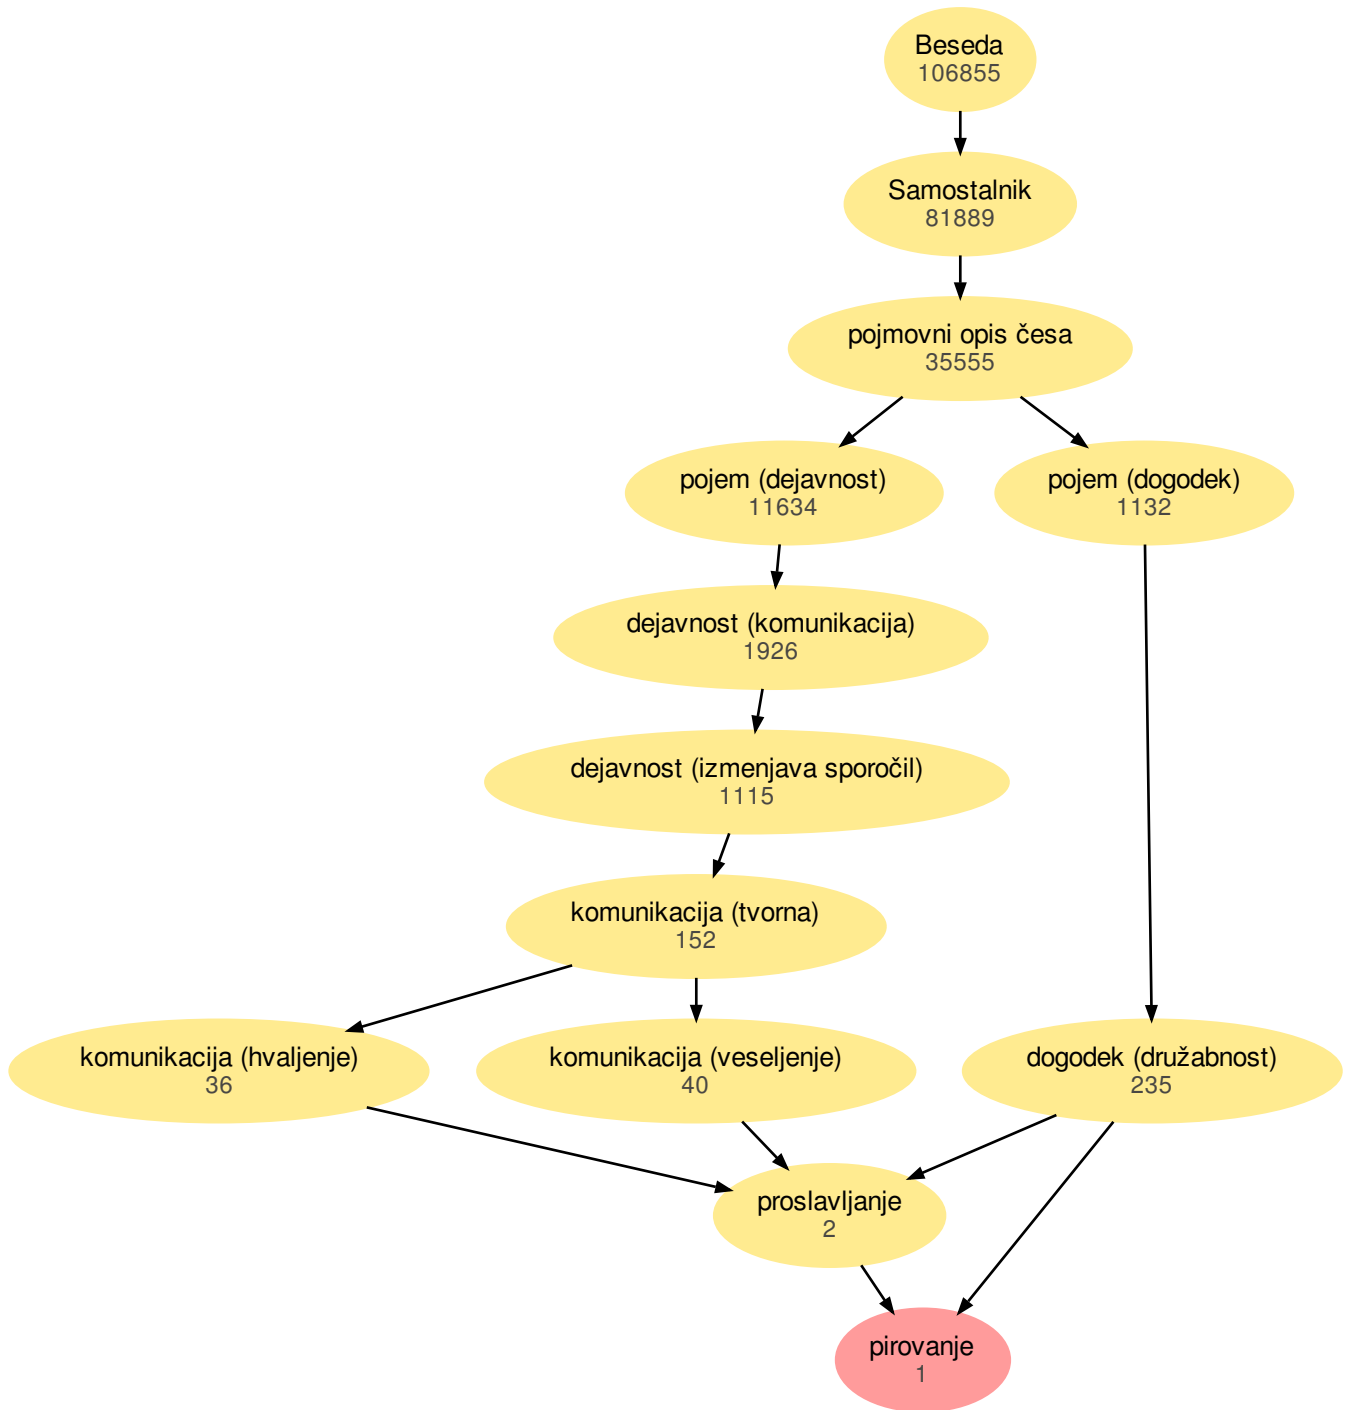 Beseda
106855
Samostalnik
81889
pojmovni opis česa
35555
pojem (dejavnost)
11634
pojem (dogodek)
1132
dejavnost (komunikacija)
1926
dejavnost (izmenjava sporočil)
1115
komunikacija (tvorna)
152
komunikacija (hvaljenje)
36
komunikacija (veseljenje)
40
dogodek (družabnost)
235
proslavljanje
2
pirovanje
1